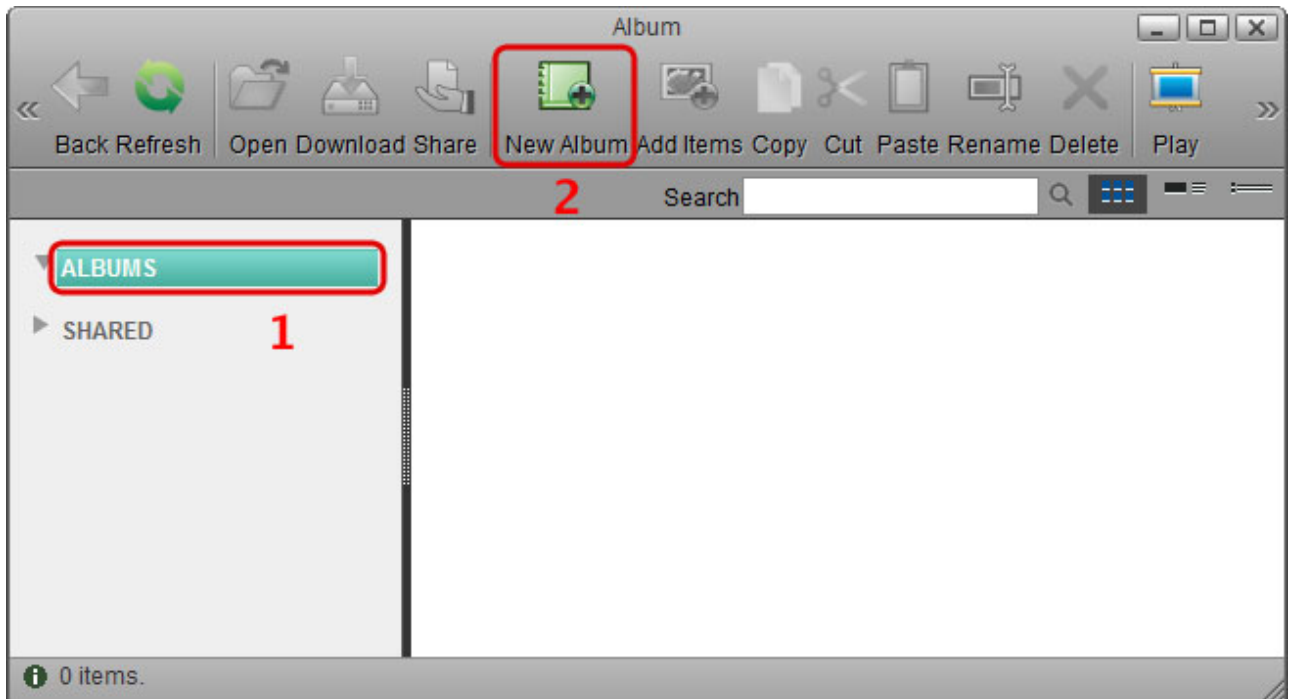 Album
Back Refresh Open Download Share New Album Add Items Copy Cut Paste Rename Delete Play
2
Search
ALBUMS
SHARED
1
0 items.